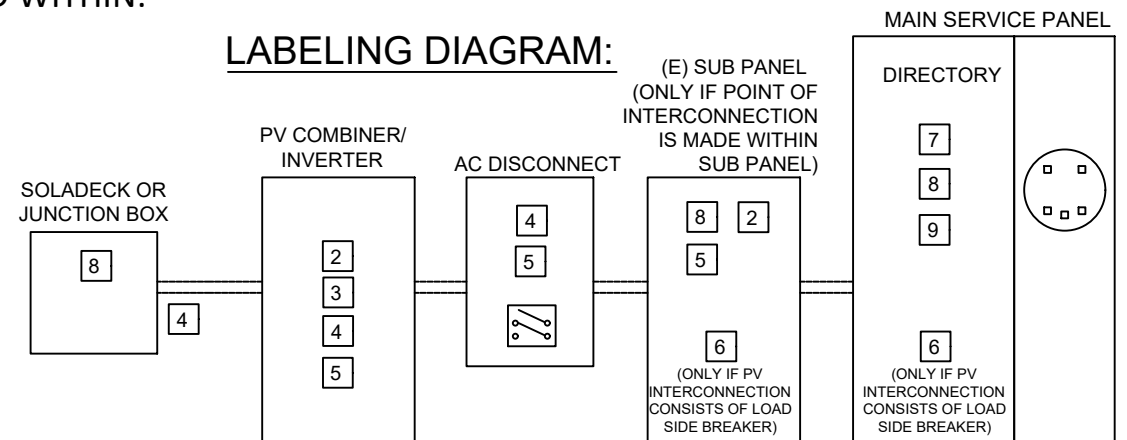 WITHIN.
LABELING DIAGRAM:
SOLADECK OR
JUNCTION BOX
8
4
PV COMBINER/
INVERTER
2
3
4
5
AC DISCONNECT
4
5
(E) SUB PANEL
(ONLY IF POINT OF
INTERCONNECTION
IS MADE WITHIN
SUB PANEL)
8 2
5
6
(ONLY IF PV
INTERCONNECTION
CONSISTS OF LOAD
SIDE BREAKER)
MAIN SERVICE PANEL
DIRECTORY
7
8
9
6
(ONLY IF PV
INTERCONNECTION
CONSISTS OF LOAD
SIDE BREAKER)